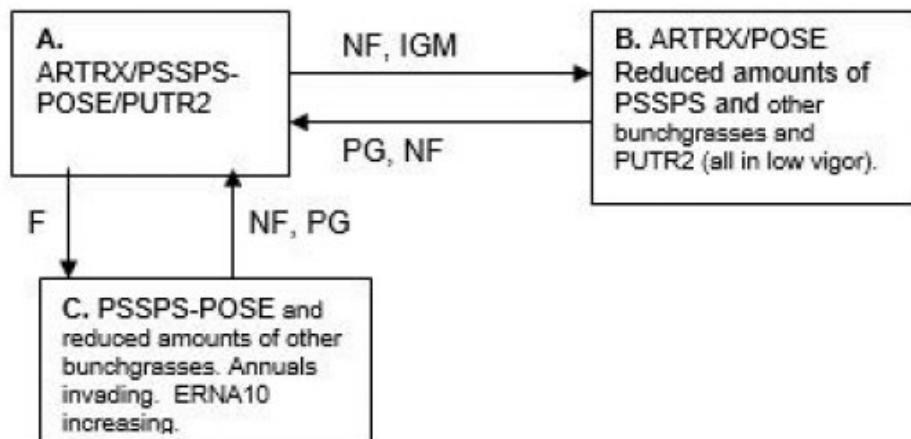 A.
ARTRX/PSSPS-
POSE/PUTR2
NF, IGM
PG, NF
B. ARTRX/POSE
Reduced amounts of
PSSPS and other
bunchgrasses and
PUTR2 (all in low vigor).
F
NF, PG
C. PSSPS-POSE and
reduced amounts of other
bunchgrasses. Annuals
invading. ERNA10
increasing.